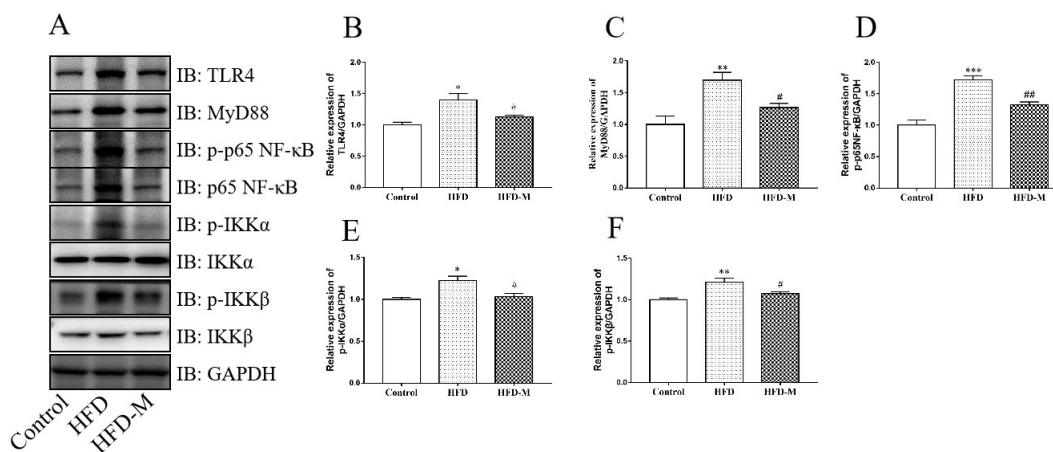 A
IB: TLR4
IB: MyD88
IB: p-p65 NF-κB
IB: p65 NF-κB
IB: p-IKKα
IB: IKKα
IB: p-IKKβ
IB: IKKβ
IB: GAPDH
Control
HFD
HFD-M
B
Relative expression of
TLR4/GAPDH
2.0
1.5
1.0
0.5
0.0
*
#
Control HFD HFD-M
C
Relative expression of
MyD88/GAPDH
2.0
1.5
1.0
0.5
0.0
**
#
Control HFD HFD-M
D
Relative expression of
p-p65NF-κB/GAPDH
2.0
1.5
1.0
0.5
0.0
***
##
Control HFD HFD-M
E
Relative expression of
p-IKKα/GAPDH
1.5
1.0
0.5
0.0
*
#
Control HFD HFD-M
F
Relative expression of
p-IKKβ/GAPDH
1.5
1.0
0.5
0.0
**
#
Control HFD HFD-M